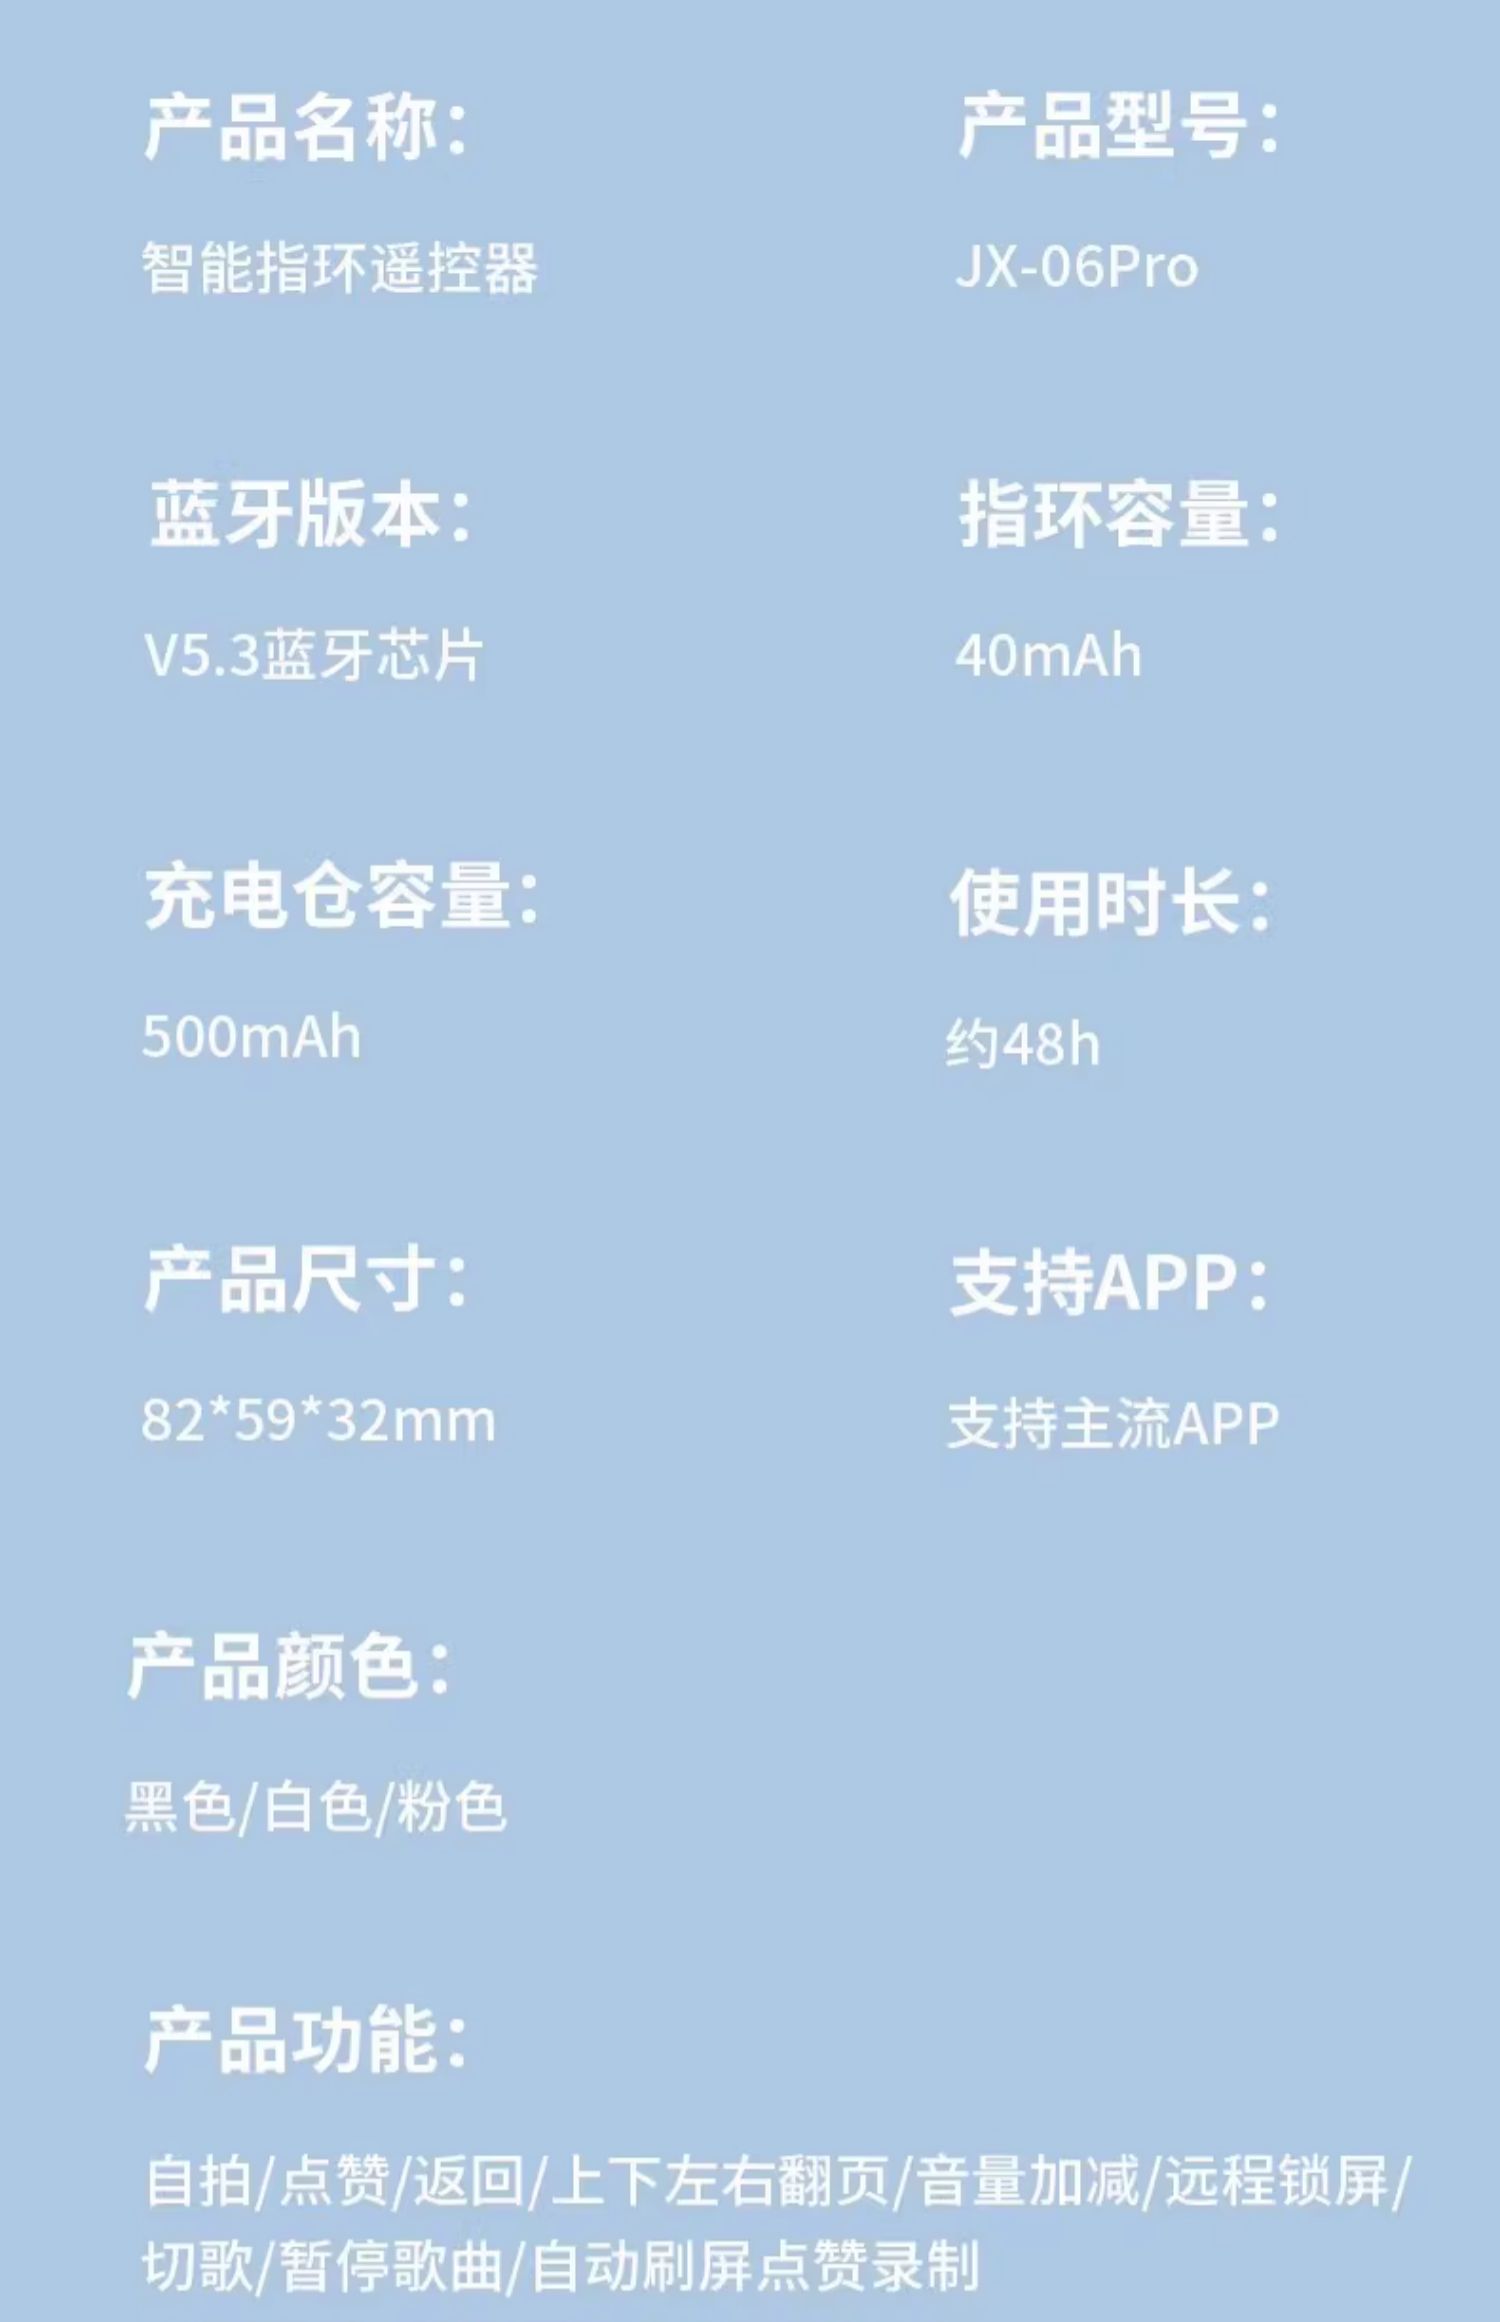 产品名称：
产品型号：
智能指环遥控器
JX-06Pro
蓝牙版本：
指环容量：
V5.3蓝牙芯片
40mAh
充电仓容量：
使用时长：
500mAh
约48h
产品尺寸：
支持APP：
82*59*32mm
支持主流APP
产品颜色：
黑色/白色/粉色
产品功能：
自拍/点赞/返回/上下左右翻页/音量加减/远程锁屏/
切歌/暂停歌曲/自动刷屏点赞录制